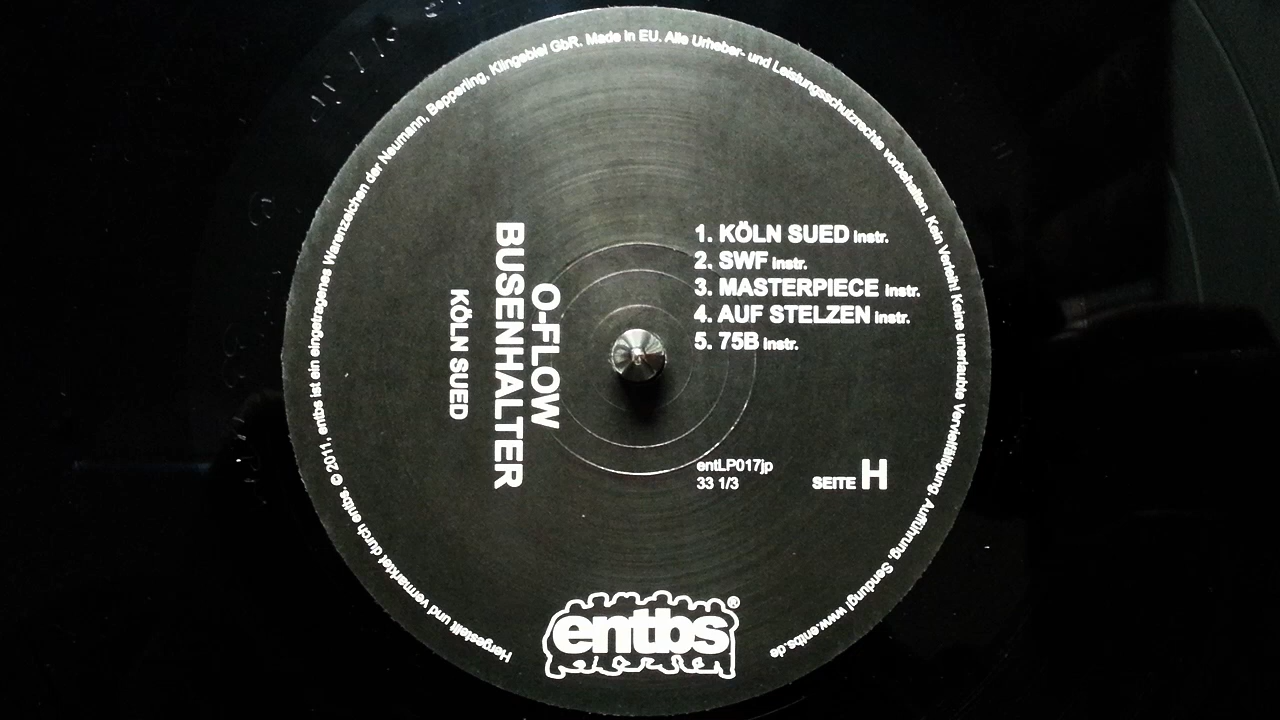 Hergestellt und vermarktet durch entbs. ℗ 2011, entbs ist ein eingetragenes Warenzeichen der Neumann, Bepperling, Klingebiel GbR. Made in EU. Alle Urheber- und Leistungsschutzrechte vorbehalten. Kein Verleih! Keine unerlaubte Vervielfältigung, Aufführung, Sendung! www.entbs.de
O-FLOW
BUSENHALTER
KÖLN SUED
1. KÖLN SUED instr.
2. SWF instr.
3. MASTERPIECE instr.
4. AUF STELZEN instr.
5. 75B instr.
entLP017jp
33 1/3
SEITE H
entbs®